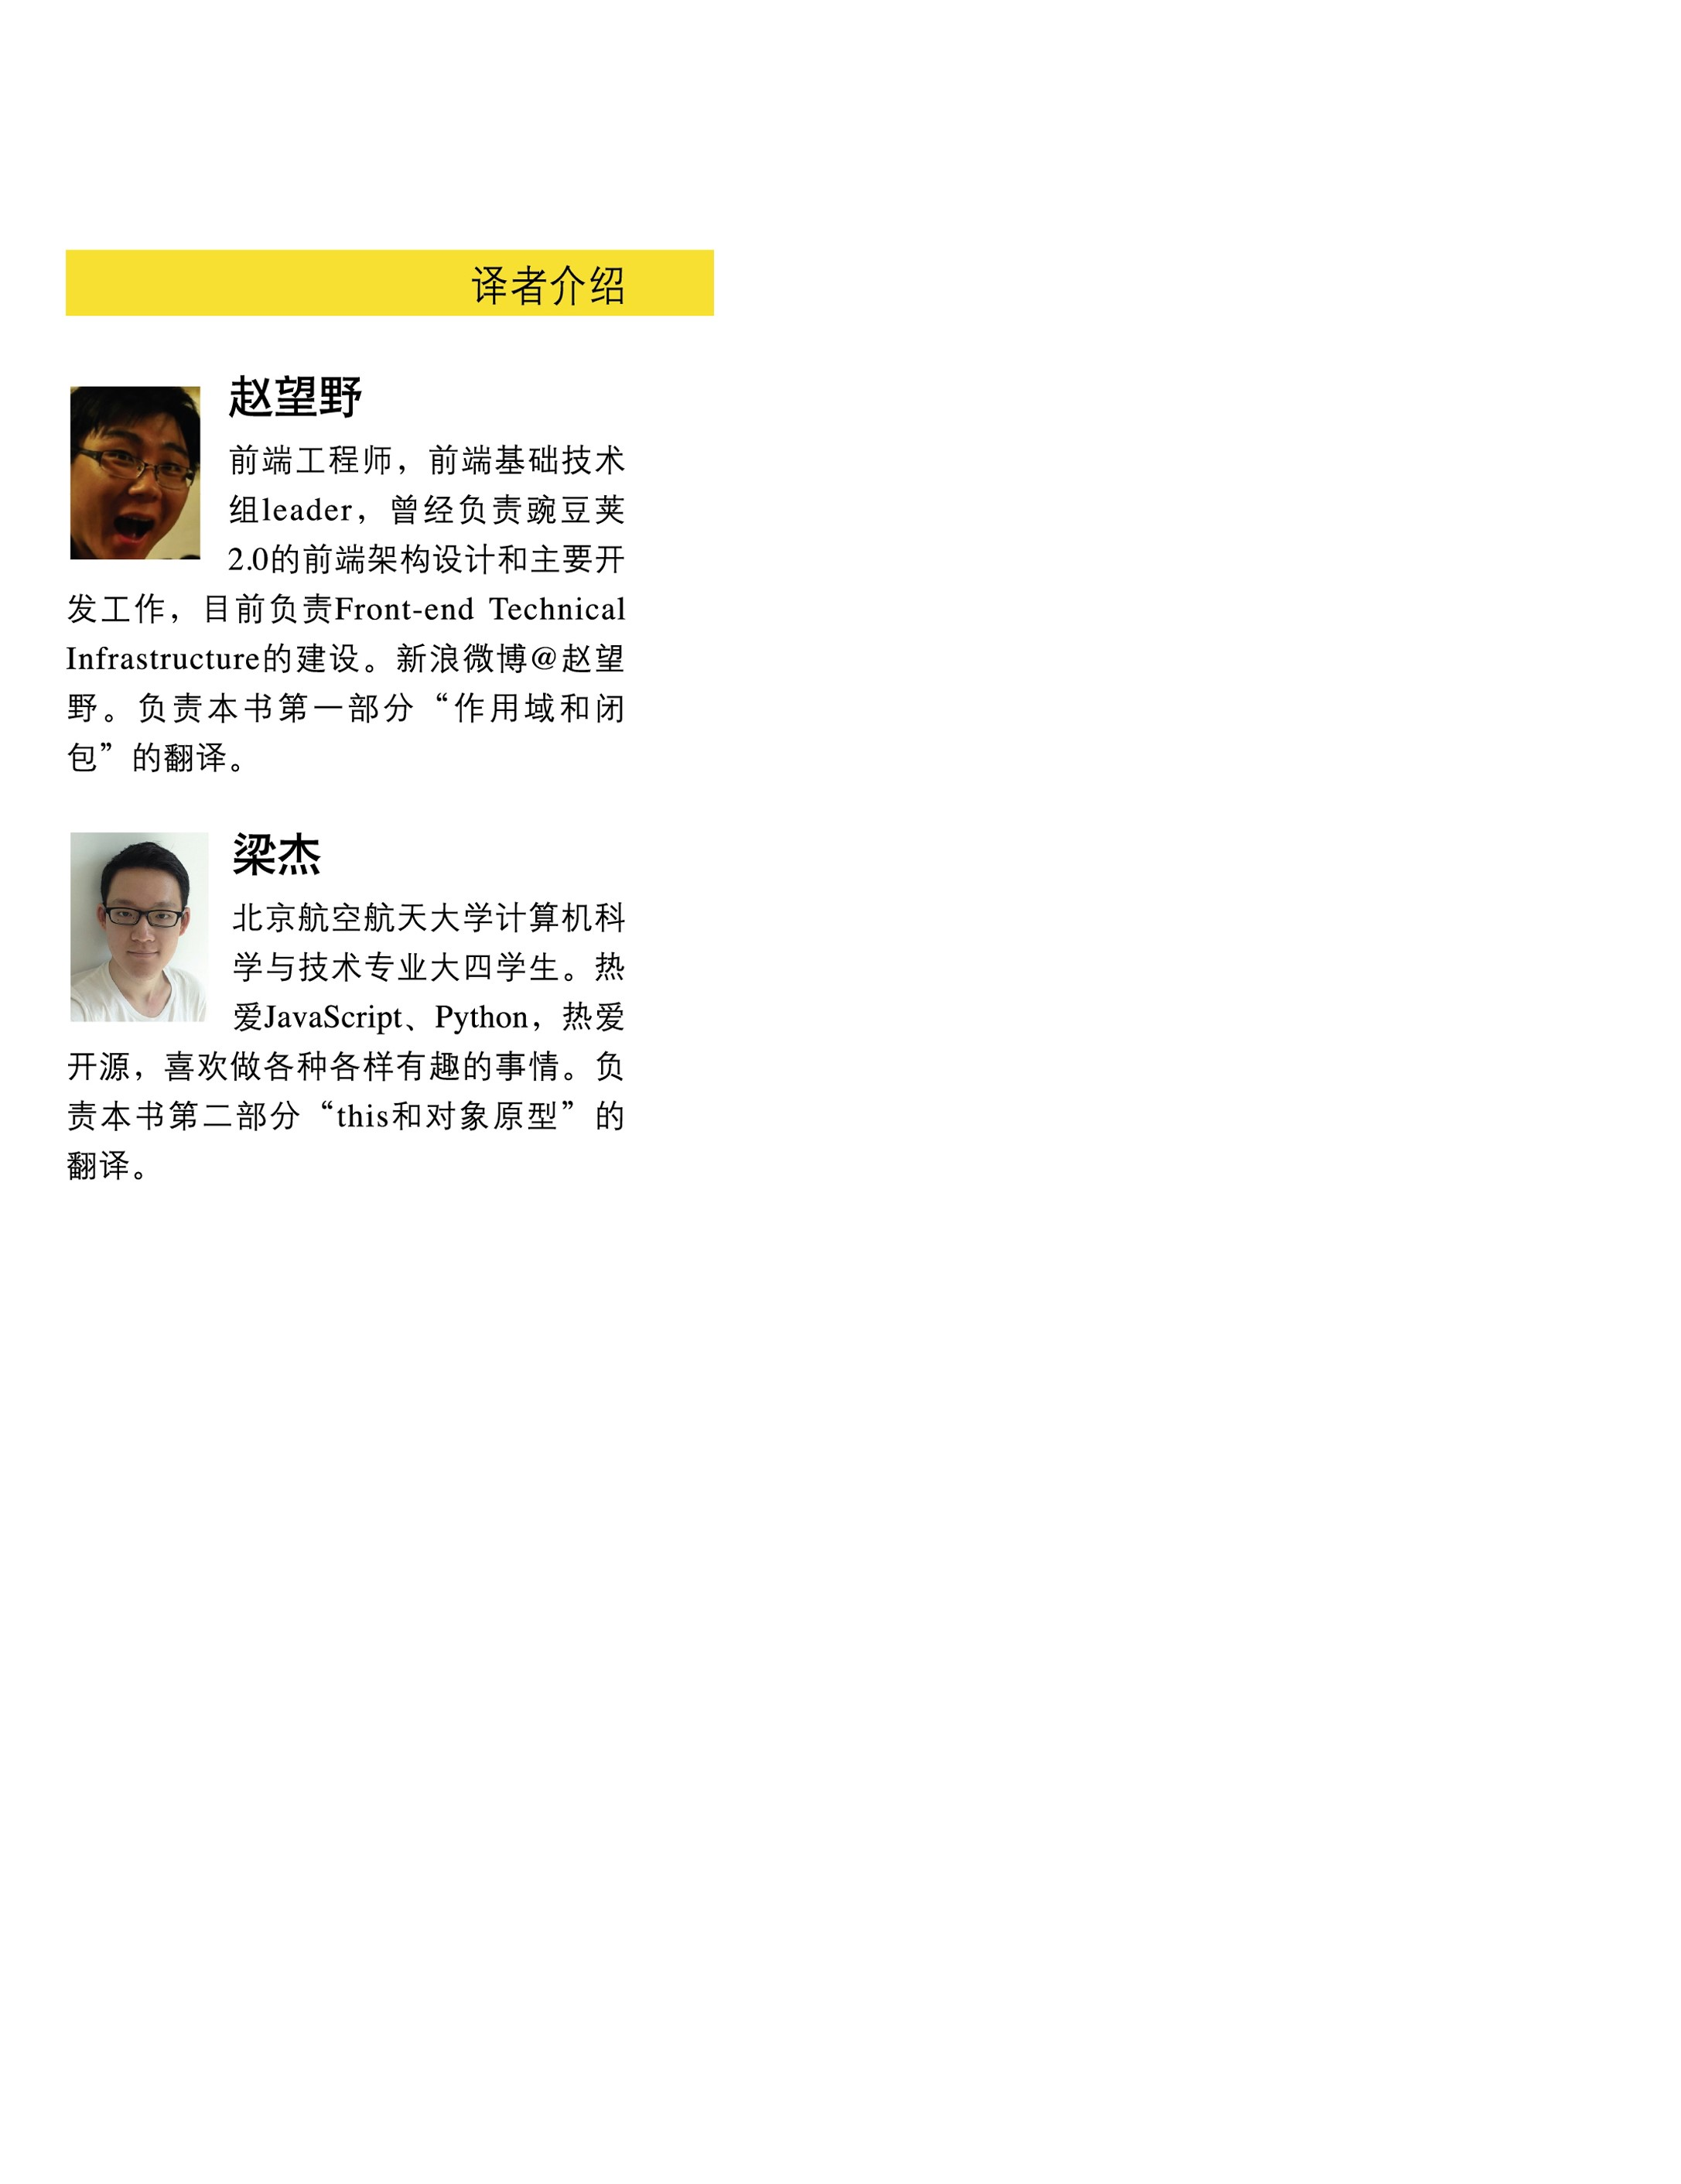 译者介绍
赵望野
前端工程师，前端基础技术
组leader，曾经负责豌豆荚
2.0的前端架构设计和主要开
发工作，目前负责Front-end Technical
Infrastructure的建设。新浪微博@赵望
野。负责本书第一部分“作用域和闭
包”的翻译。
梁杰
北京航空航天大学计算机科
学与技术专业大四学生。热
爱JavaScript、Python，热爱
开源，喜欢做各种各样有趣的事情。负
责本书第二部分“this和对象原型”的
翻译。